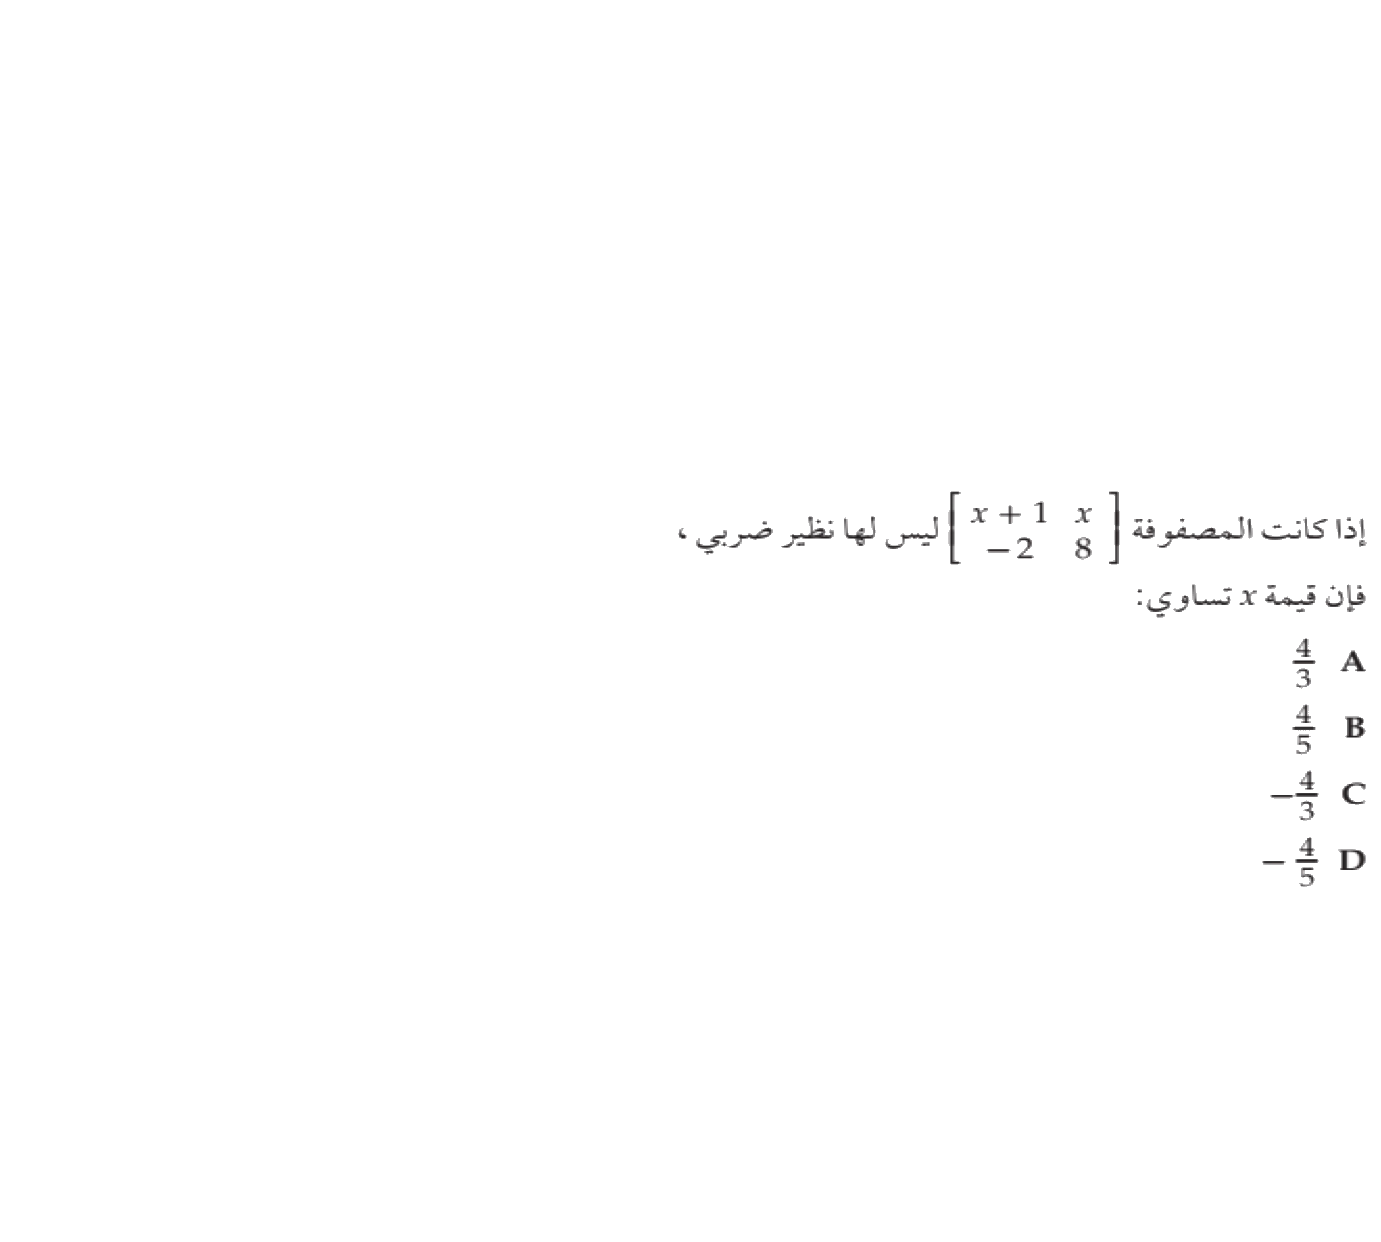 إذا كانت المصفوفة [x + 1 x
−2 8] ليس لها نظير ضربي ،
فإن قيمة x تساوي:
A 4/3
B 4/5
C −4/3
D −4/5